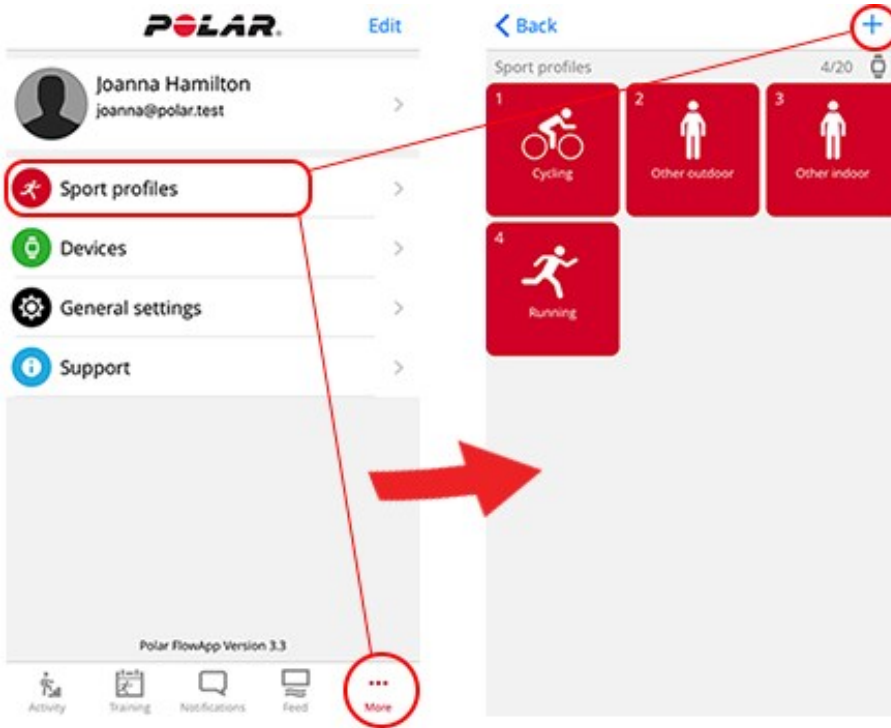 POLAR.
Edit
Joanna Hamilton
joanna@polar.test
Sport profiles
Devices
General settings
Support
Polar FlowApp Version 3.3
Activity
Training
Notifications
Feed
More
Back
+
Sport profiles
4/20
1
Cycling
2
Other outdoor
3
Other indoor
4
Running